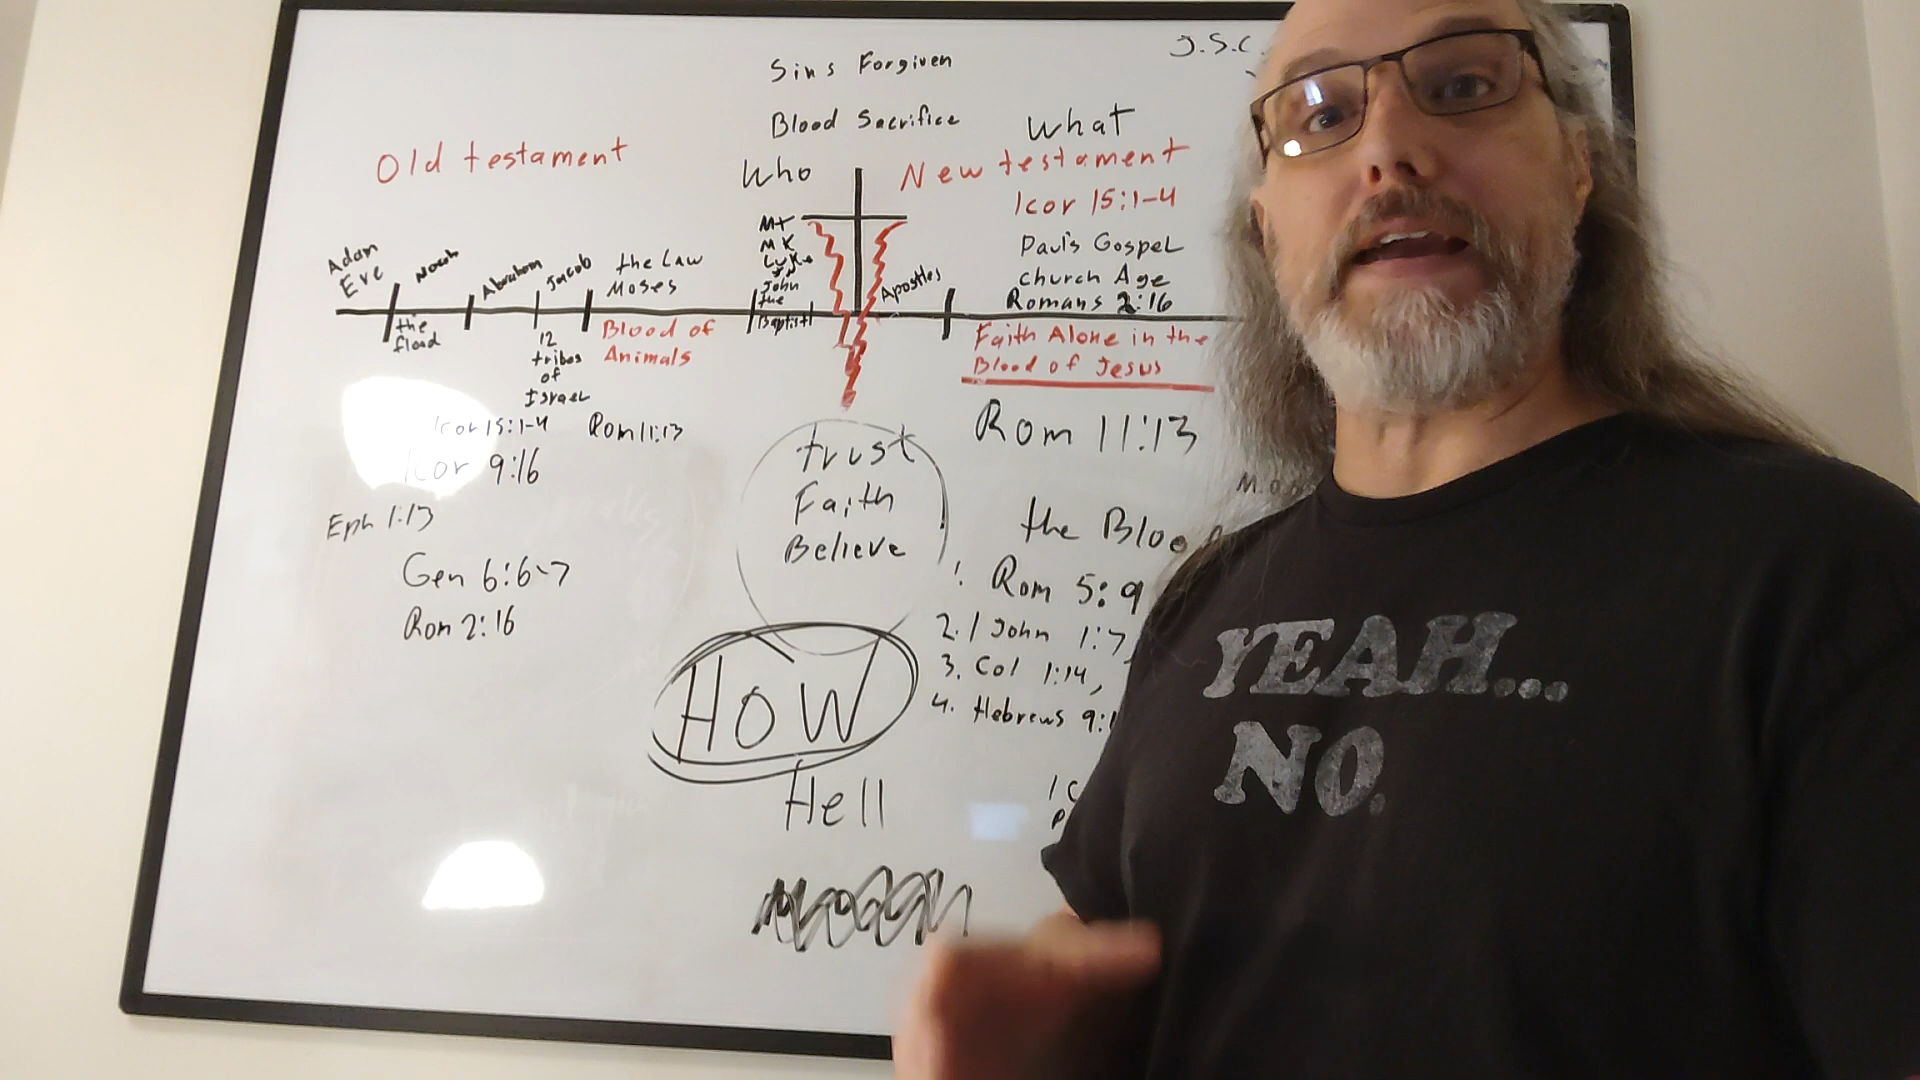 Sins Forgiven
J.S.C.
Blood Sacrifice
What
Old testament
Who
New testament
1cor 15:1-4
Mt
MK
Luke
JN
Paul's Gospel
Church Age
Romans 2:16
Adam
Eve
Noah
Abraham
Jacob
the Law
Moses
John
the
Baptist
Apostles
the
flood
12
tribes
of
Israel
Blood of
Animals
Faith Alone in the
Blood of Jesus
1cor 15:1-4
Rom 11:13
1cor 9:16
Eph 1:13
Gen 6:6-7
Rom 2:16
trust
Faith
Believe
HOW
Hell
Rom 11:13
the Blood
1. Rom 5:9
2. 1 John 1:7,
3. Col 1:14,
4. Hebrews 9:1
YEAH...
NO.